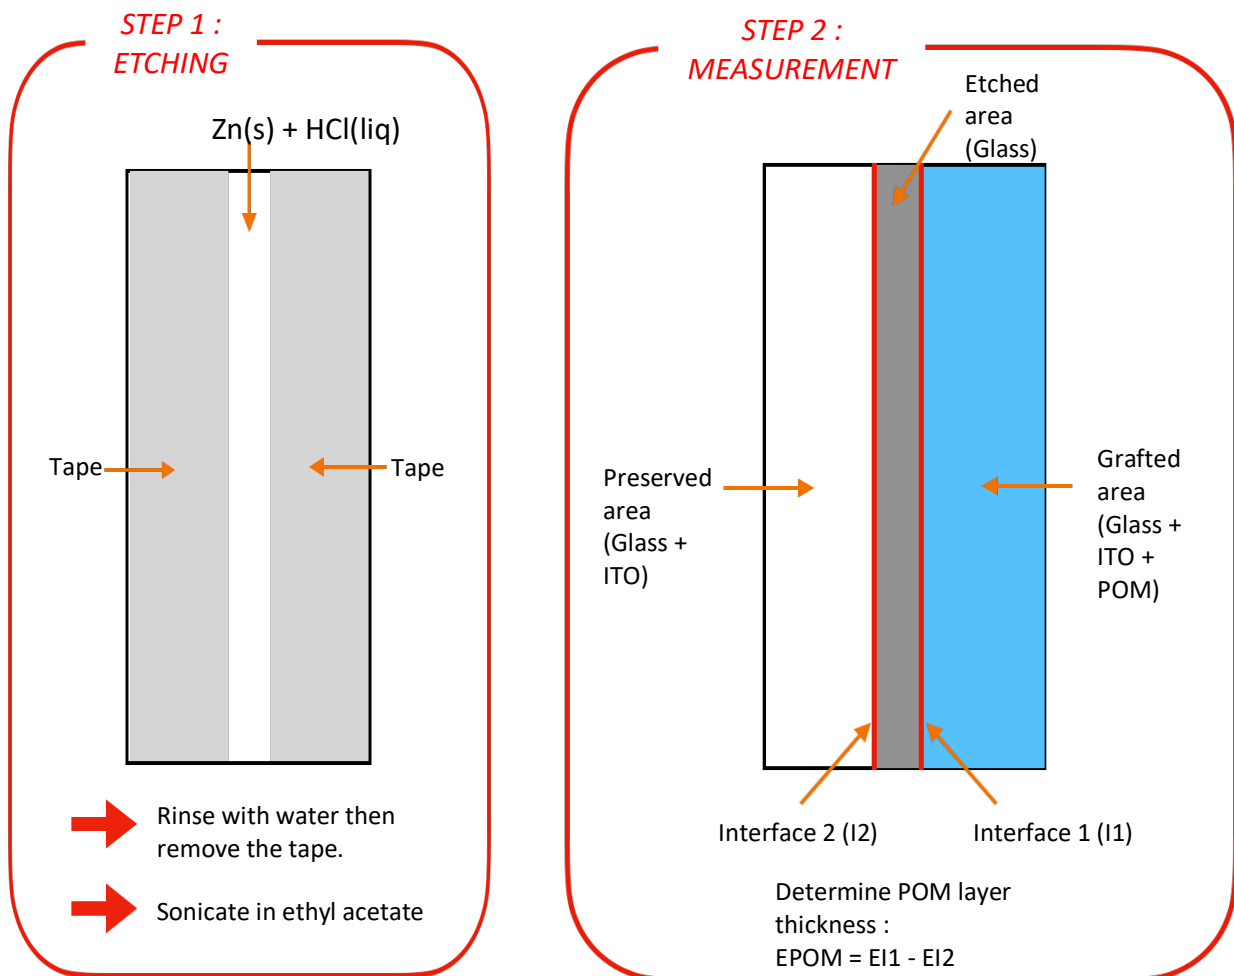 STEP 1 :
ETCHING
Zn(s) + HCl(liq)
Tape
Tape
Rinse with water then
remove the tape.
Sonicate in ethyl acetate
STEP 2 :
MEASUREMENT
Etched
area
(Glass)
Preserved
area
(Glass +
ITO)
Grafted
area
(Glass +
ITO +
POM)
Interface 2 (I2)
Interface 1 (I1)
Determine POM layer
thickness :
EPOM = EI1 - EI2